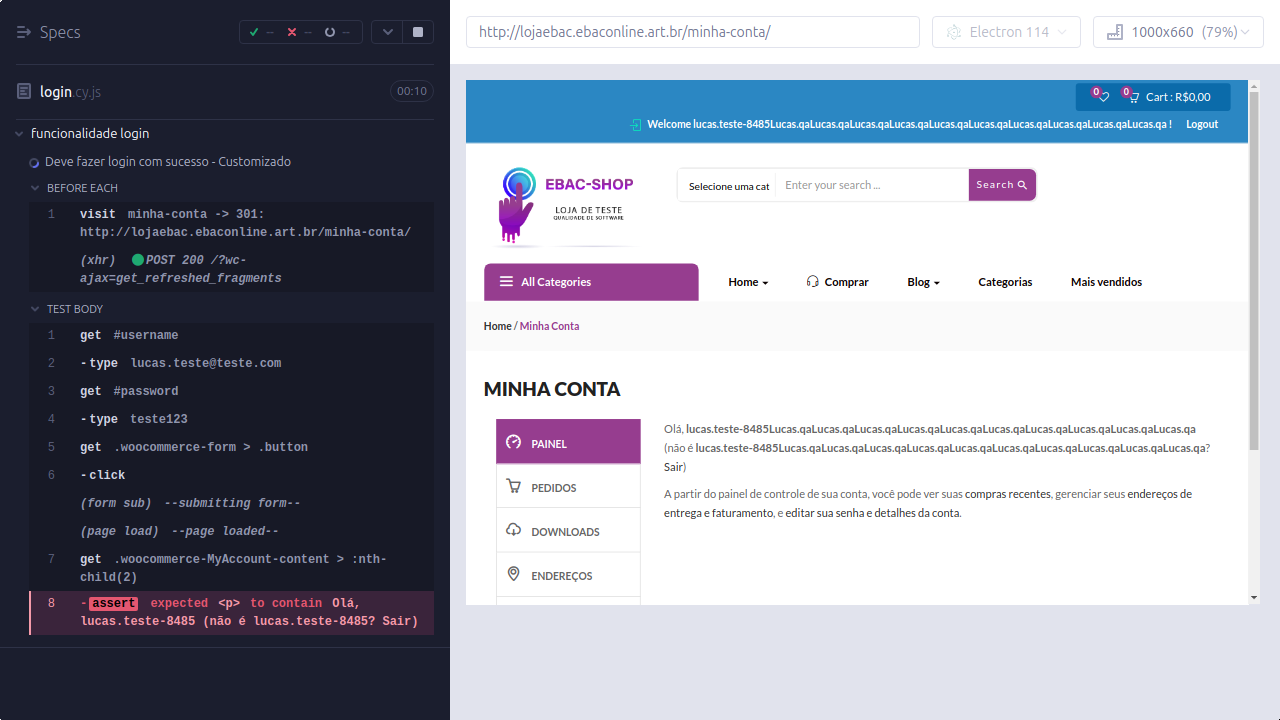 Specs
-- -- --
login.cy.js
00:10
funcionalidade login
Deve fazer login com sucesso - Customizado
BEFORE EACH
1 visit minha-conta -> 301:
http://lojaebac.ebaconline.art.br/minha-conta/
(xhr) POST 200 /?wc-
ajax=get_refreshed_fragments
TEST BODY
1 get #username
2 -type lucas.teste@teste.com
3 get #password
4 -type teste123
5 get .woocommerce-form > .button
6 -click
(form sub) --submitting form--
(page load) --page loaded--
7 get .woocommerce-MyAccount-content > :nth-
child(2)
8 -assert expected <p> to contain Olá,
lucas.teste-8485 (não é lucas.teste-8485? Sair)
http://lojaebac.ebaconline.art.br/minha-conta/
Electron 114
1000x660 (79%)
0 0 Cart : R$0,00
Welcome lucas.teste-8485Lucas.qaLucas.qaLucas.qaLucas.qaLucas.qaLucas.qaLucas.qaLucas.qaLucas.qaLucas.qa ! Logout
EBAC-SHOP
LOJA DE TESTE
QUALIDADE DE SOFTWARE
Selecione uma cat
Enter your search ...
Search
All Categories
Home
Comprar
Blog
Categorias
Mais vendidos
Home / Minha Conta
MINHA CONTA
PAINEL
PEDIDOS
DOWNLOADS
ENDEREÇOS
Olá, lucas.teste-8485Lucas.qaLucas.qaLucas.qaLucas.qaLucas.qaLucas.qaLucas.qaLucas.qaLucas.qaLucas.qa
(não é lucas.teste-8485Lucas.qaLucas.qaLucas.qaLucas.qaLucas.qaLucas.qaLucas.qaLucas.qaLucas.qaLucas.qa?
Sair)
A partir do painel de controle de sua conta, você pode ver suas compras recentes, gerenciar seus endereços de
entrega e faturamento, e editar sua senha e detalhes da conta.